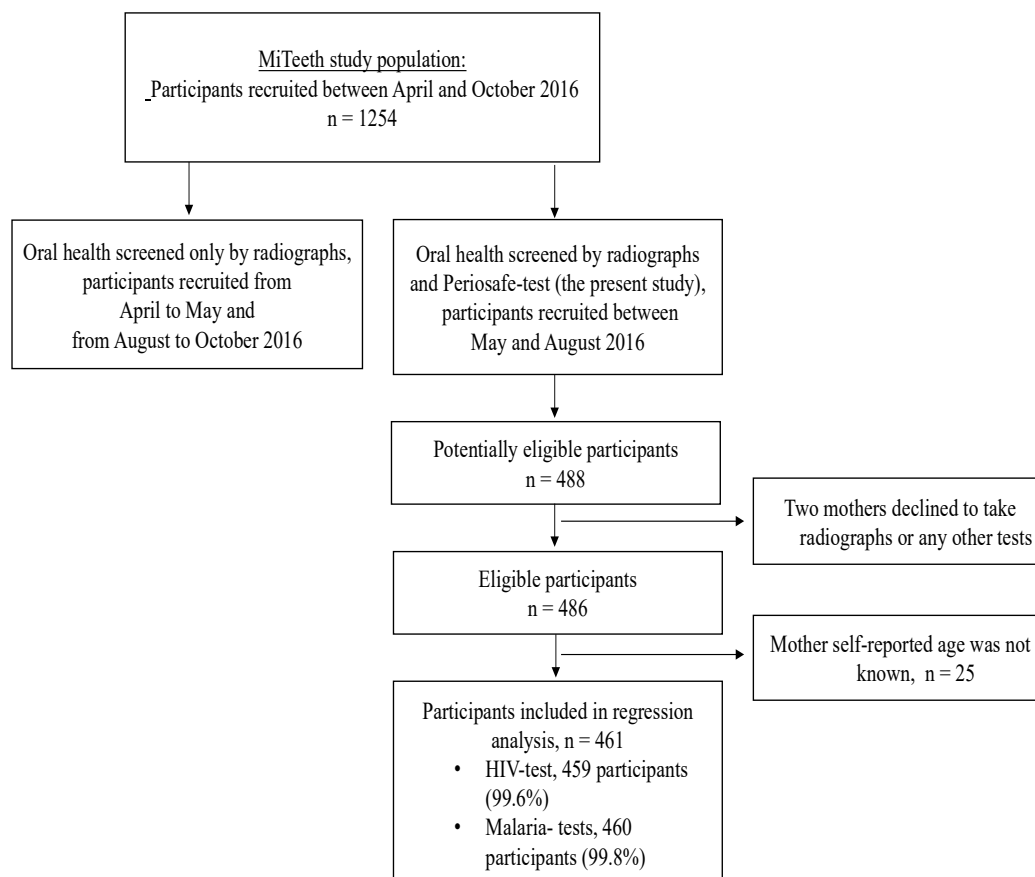 MiTeeth study population:
Participants recruited between April and October 2016
n = 1254
Oral health screened only by radiographs,
participants recruited from
April to May and
from August to October 2016
Oral health screened by radiographs
and Periosafe-test (the present study),
participants recruited between
May and August 2016
Potentially eligible participants
n = 488
Two mothers declined to take
radiographs or any other tests
Eligible participants
n = 486
Mother self-reported age was not
known, n = 25
Participants included in regression
analysis, n = 461
• HIV-test, 459 participants
(99.6%)
• Malaria- tests, 460
participants (99.8%)